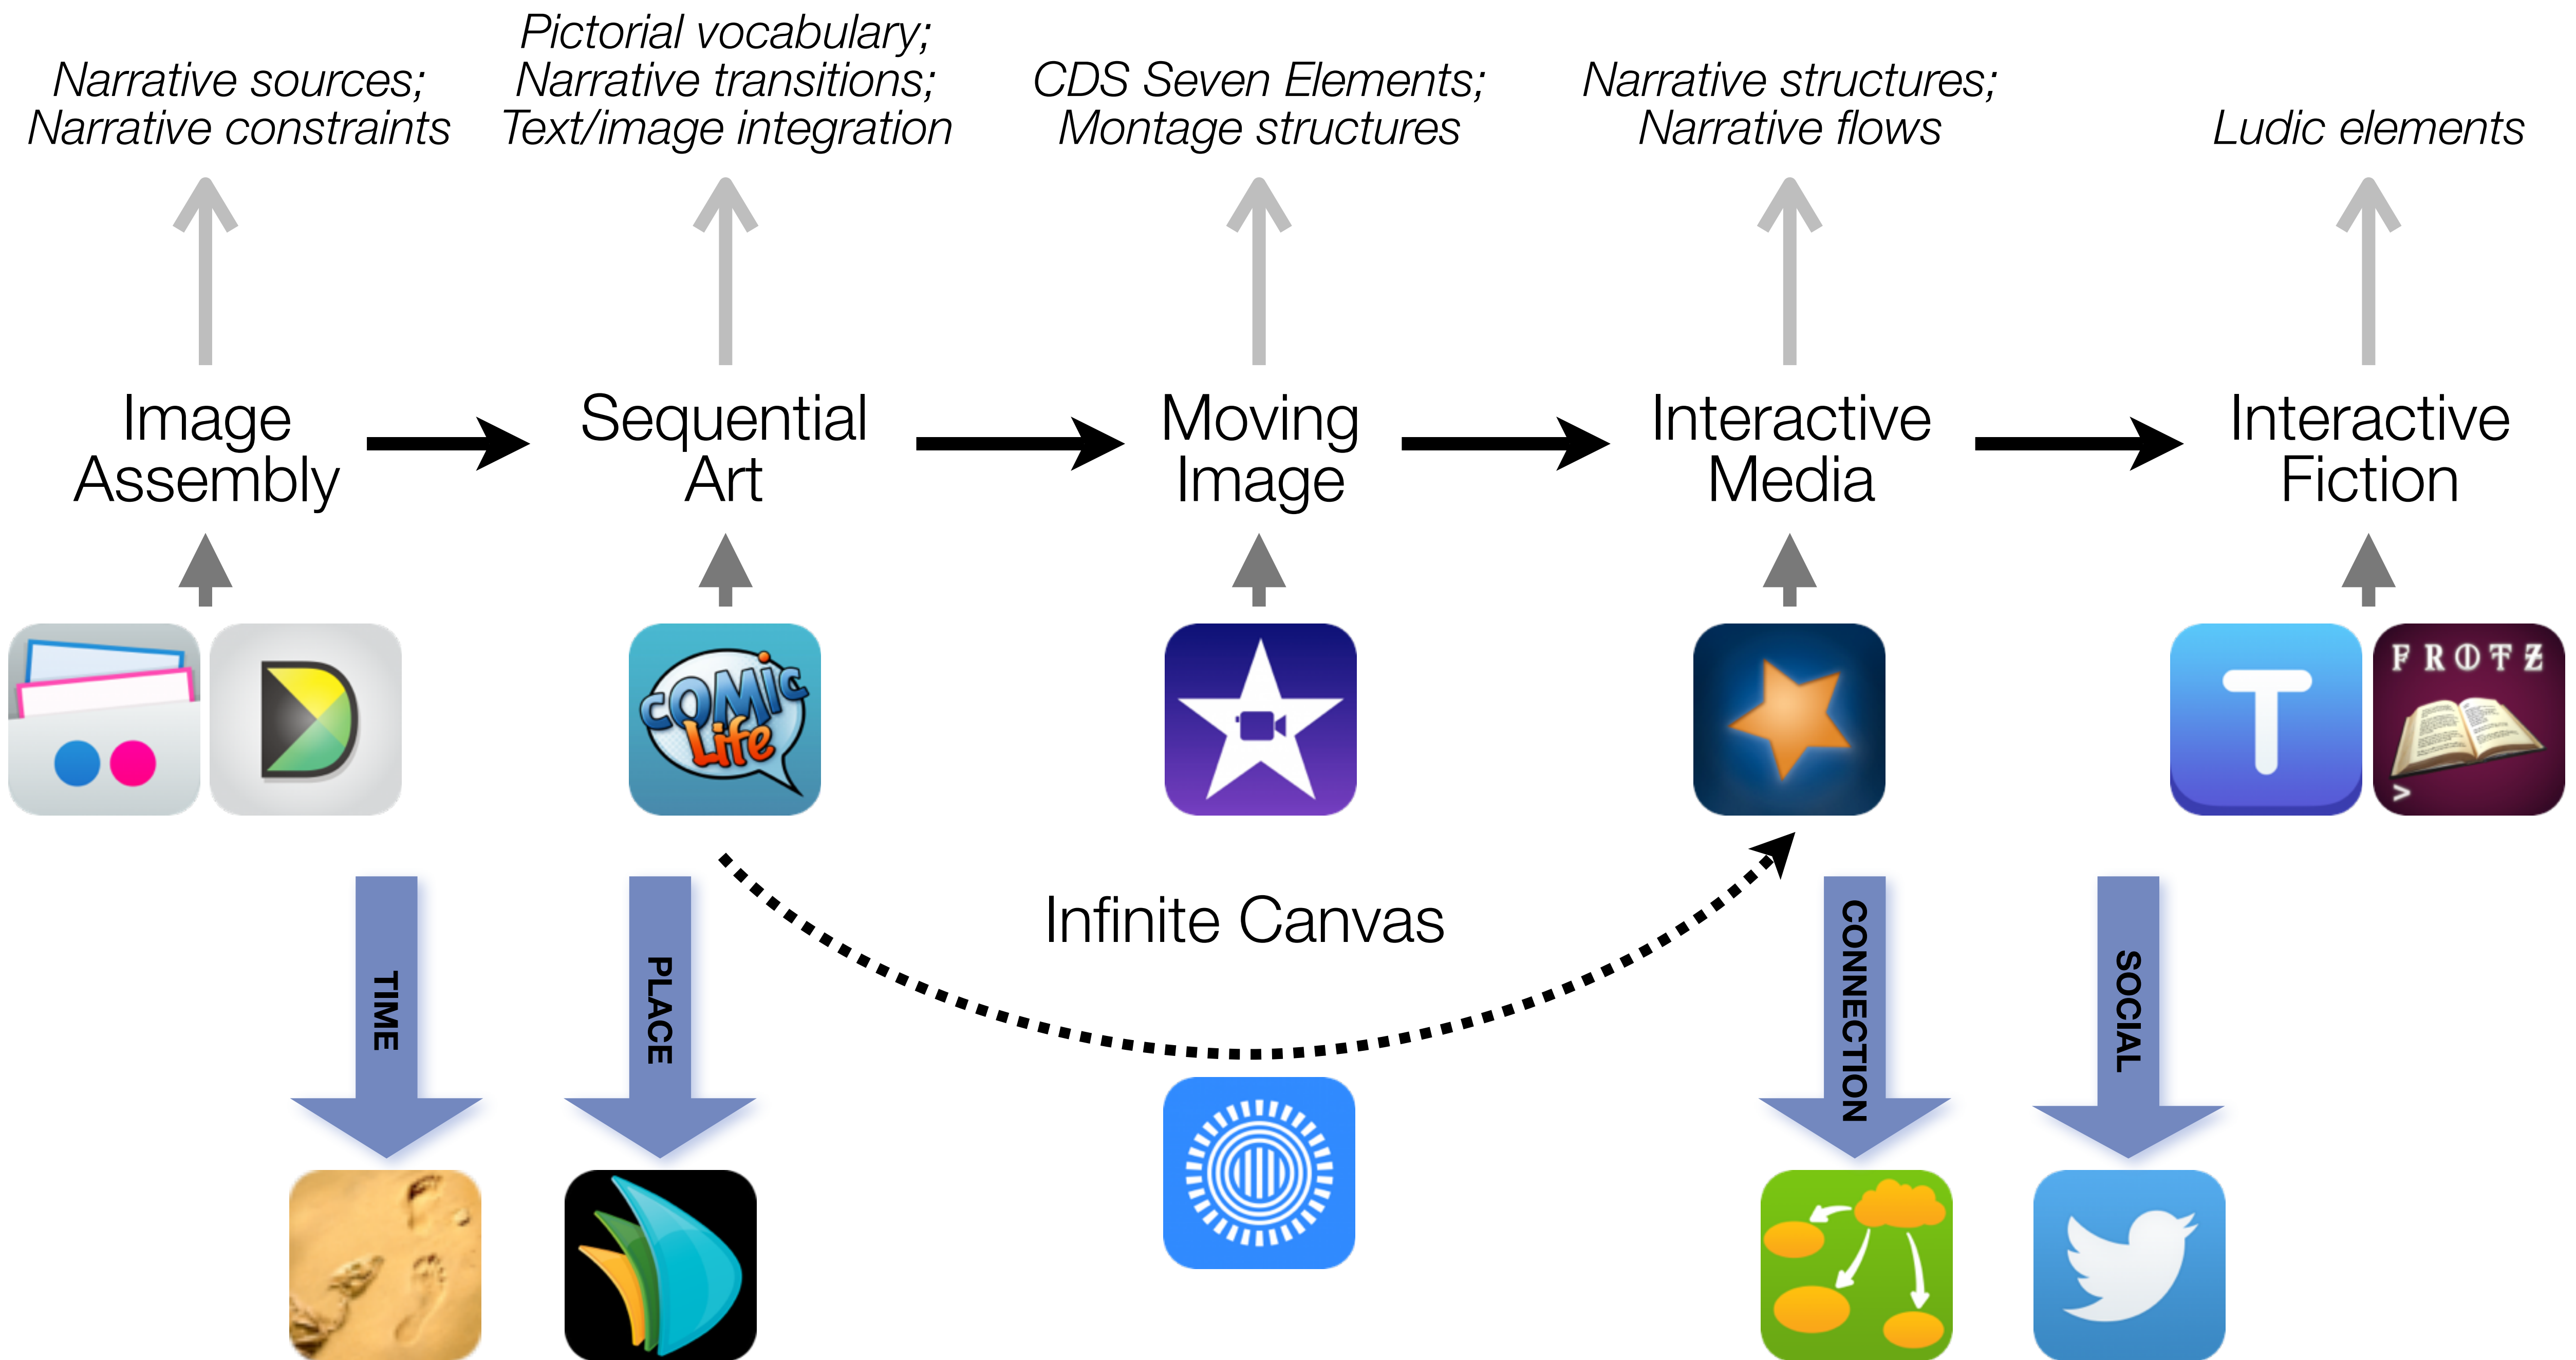 Narrative sources;
Narrative constraints
Pictorial vocabulary;
Narrative transitions;
Text/image integration
CDS Seven Elements;
Montage structures
Narrative structures;
Narrative flows
Ludic elements
Image
Assembly
Sequential
Art
Moving
Image
Interactive
Media
Interactive
Fiction
COMiC
Life
T
FROTZ
>
Infinite Canvas
TIME
PLACE
CONNECTION
SOCIAL